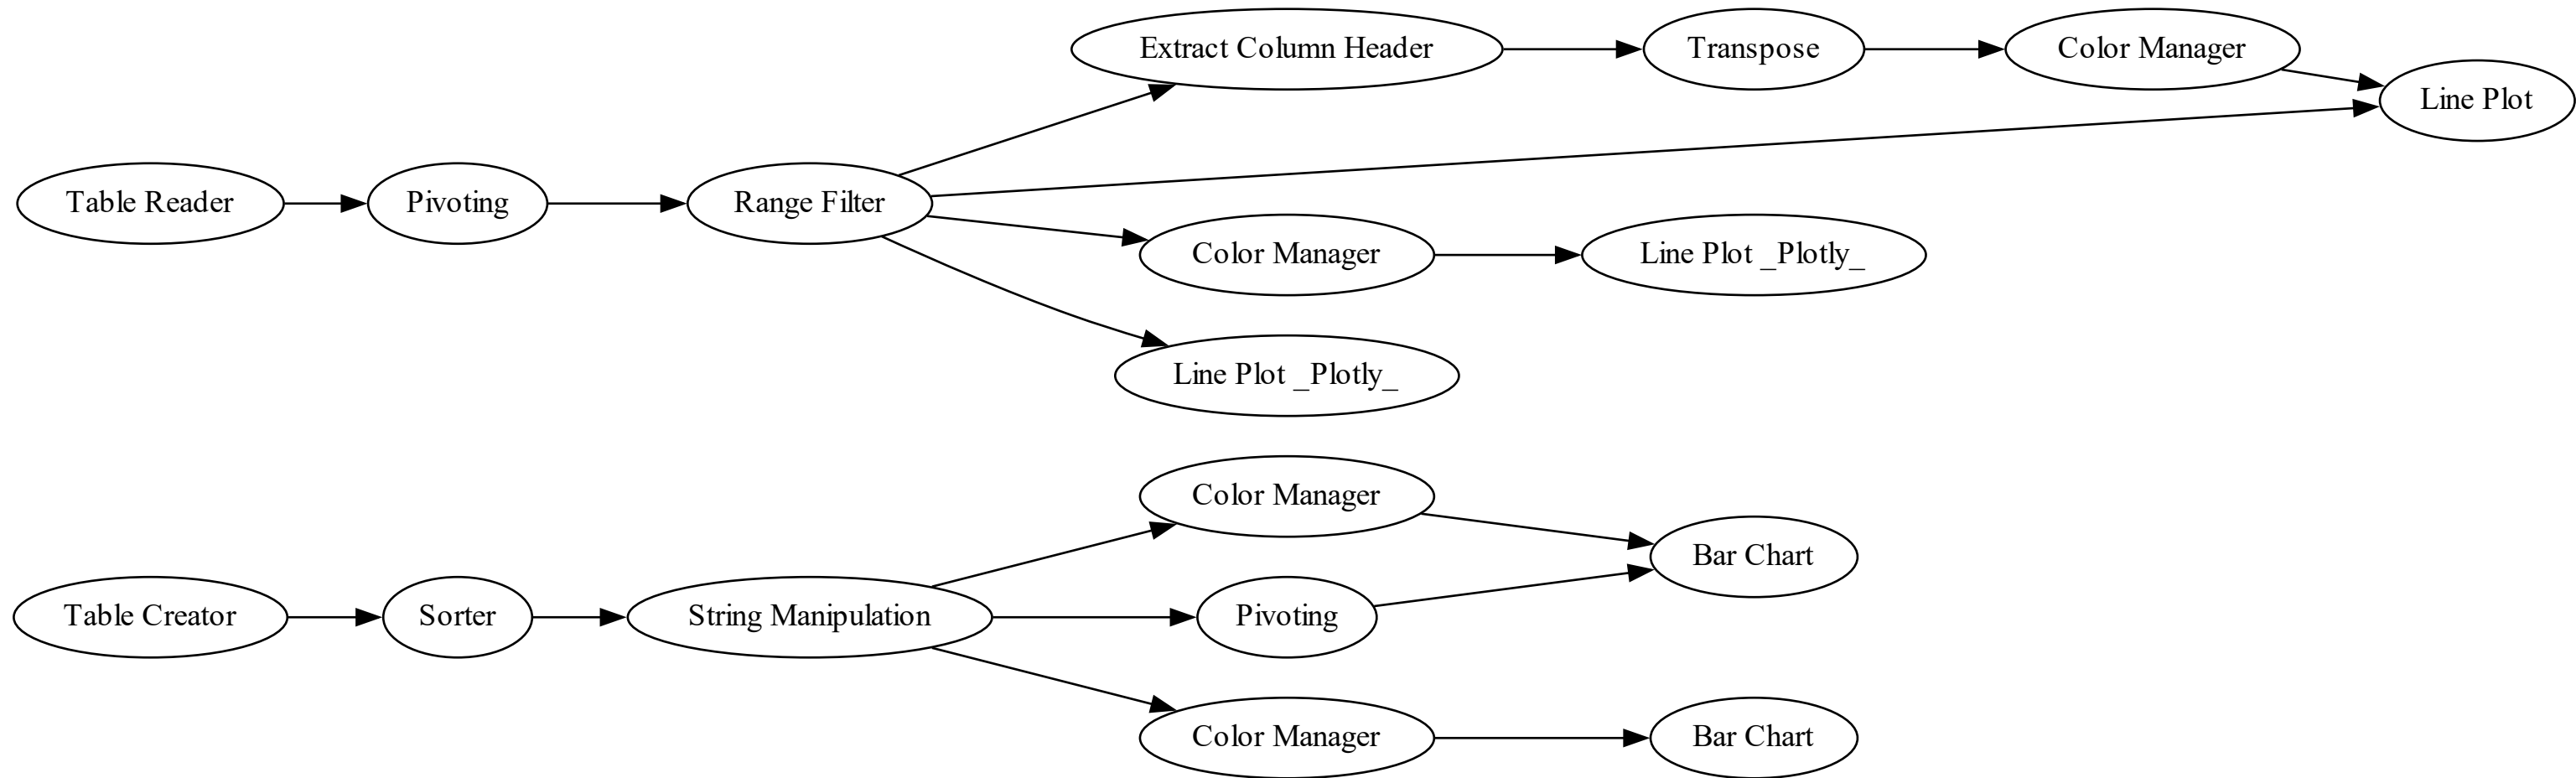 Extract Column Header
Transpose
Color Manager
Line Plot
Table Reader
Pivoting
Range Filter
Color Manager
Line Plot _Plotly_
Line Plot _Plotly_
Color Manager
Bar Chart
Table Creator
Sorter
String Manipulation
Pivoting
Color Manager
Bar Chart